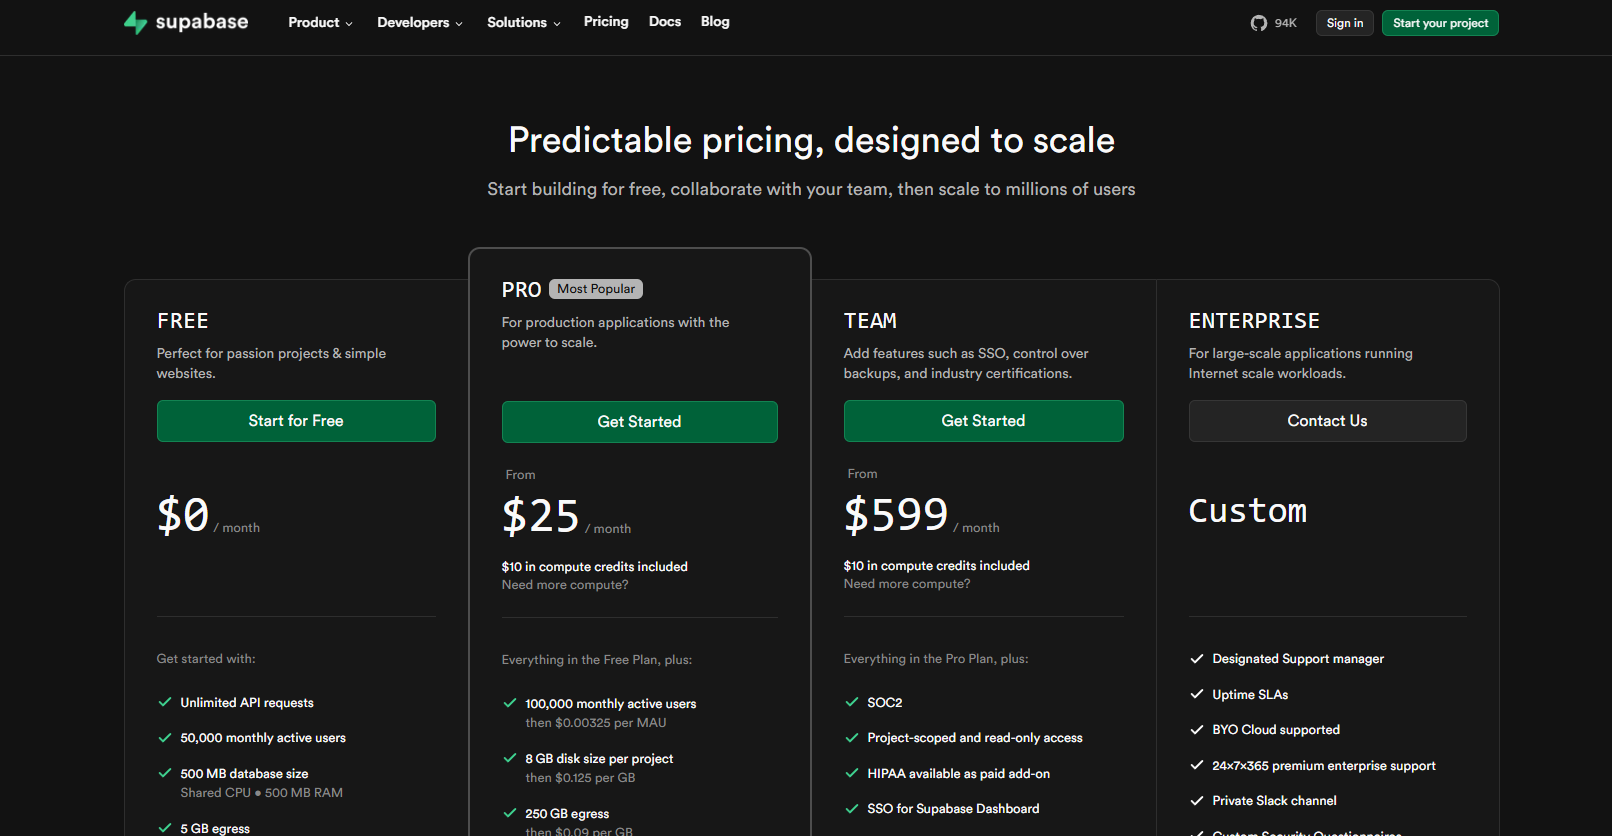 supabase
Product
Developers
Solutions
Pricing
Docs
Blog
94K
Sign in
Start your project
Predictable pricing, designed to scale
Start building for free, collaborate with your team, then scale to millions of users
FREE
Perfect for passion projects & simple
websites.
Start for Free
$0 / month
Get started with:
Unlimited API requests
50,000 monthly active users
500 MB database size
Shared CPU • 500 MB RAM
5 GB egress
PRO Most Popular
For production applications with the
power to scale.
Get Started
From
$25 / month
$10 in compute credits included
Need more compute?
Everything in the Free Plan, plus:
100,000 monthly active users
then $0.00325 per MAU
8 GB disk size per project
then $0.125 per GB
250 GB egress
then $0.09 per GB
TEAM
Add features such as SSO, control over
backups, and industry certifications.
Get Started
From
$599 / month
$10 in compute credits included
Need more compute?
Everything in the Pro Plan, plus:
SOC2
Project-scoped and read-only access
HIPAA available as paid add-on
SSO for Supabase Dashboard
ENTERPRISE
For large-scale applications running
Internet scale workloads.
Contact Us
Custom
Designated Support manager
Uptime SLAs
BYO Cloud supported
24×7×365 premium enterprise support
Private Slack channel
Custom Security Questionnaires